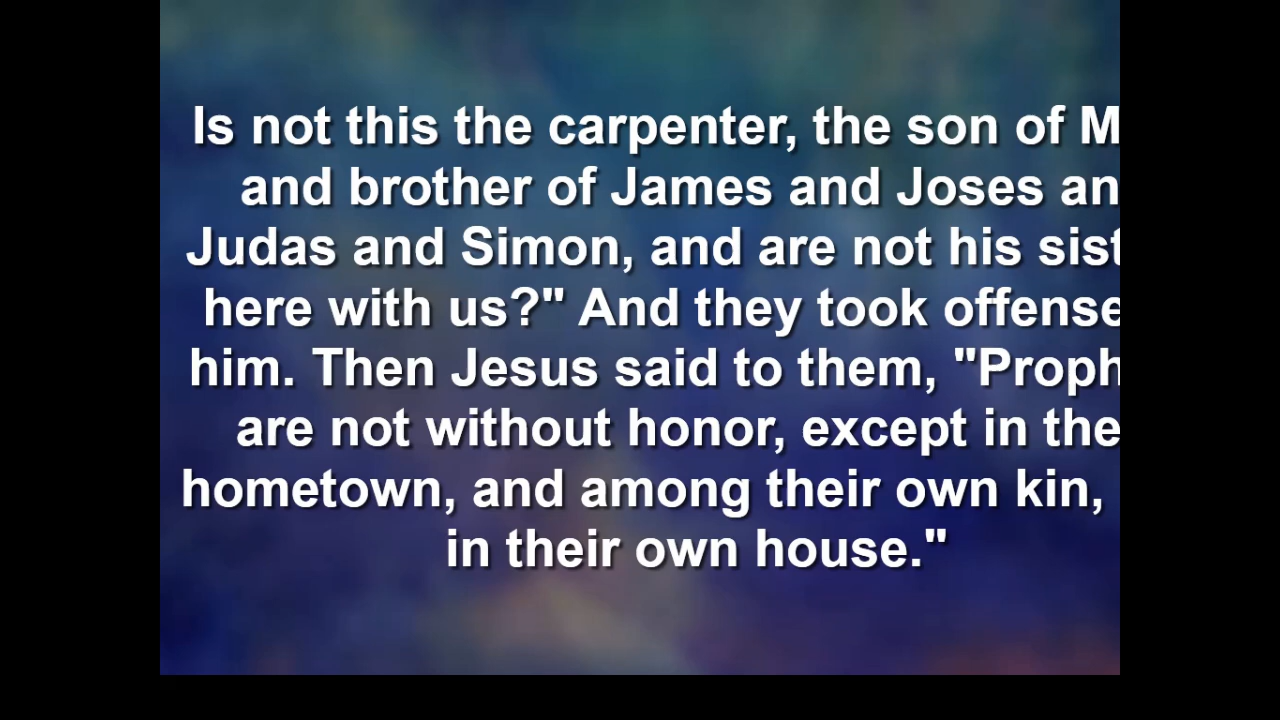 Is not this the carpenter, the son of M
and brother of James and Joses an
Judas and Simon, and are not his sist
here with us?" And they took offense
him. Then Jesus said to them, "Proph
are not without honor, except in the
hometown, and among their own kin,
in their own house."